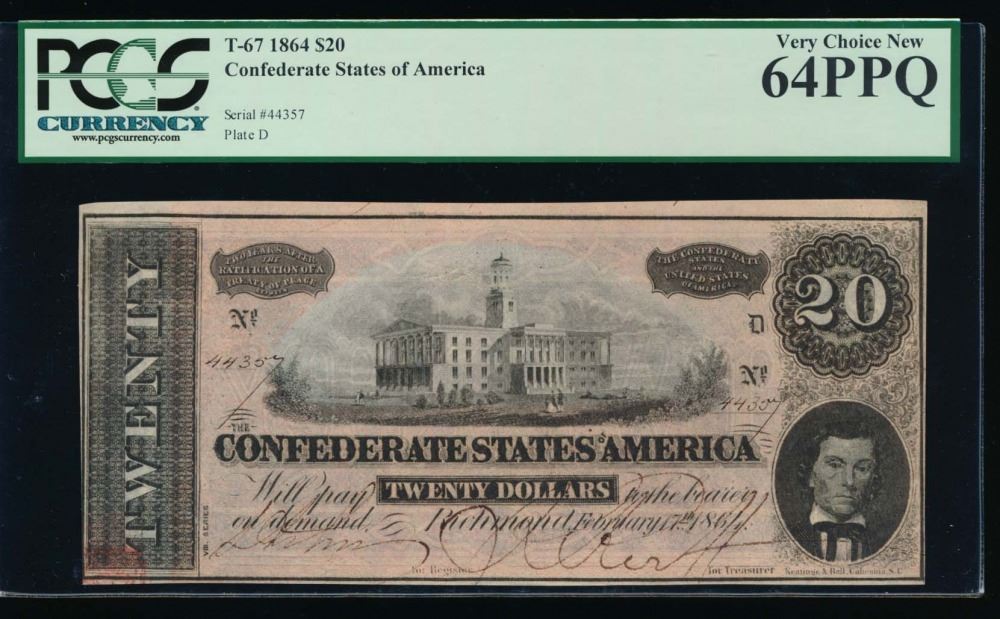 PCGS
CURRENCY
www.pcgscurrency.com
T-67 1864 $20
Confederate States of America
Serial #44357
Plate D
Very Choice New
64PPQ
TWENTY
TWO YEARS AFTER
THE
RATIFICATION OF A
TREATY OF PEACE
BETWEEN
THE CONFEDERATE
STATES
AND THE
UNITED STATES
OF AMERICA.
20
No.
D
44357
No.
44357
THE
CONFEDERATE STATES OF AMERICA
Will pay TWENTY DOLLARS to the bearer
on demand. Richmond, February 17th, 1864.
VIII. SERIES
for Register
for Treasurer
Keatinge & Ball, Columbia, S.C.